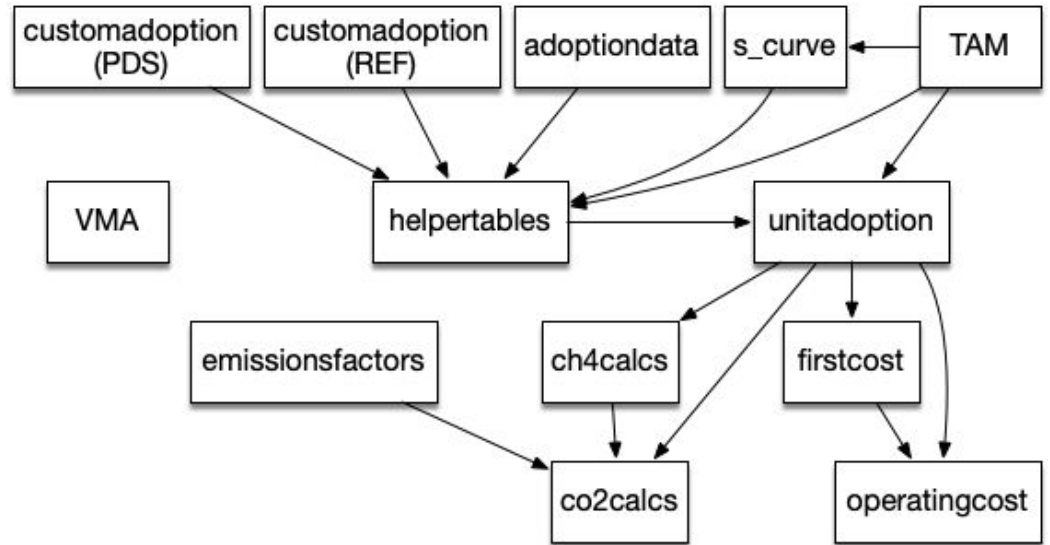 customadoption
(PDS)
customadoption
(REF)
adoptiondata
s_curve
TAM
VMA
helpertables
unitadoption
emissionsfactors
ch4calcs
firstcost
co2calcs
operatingcost